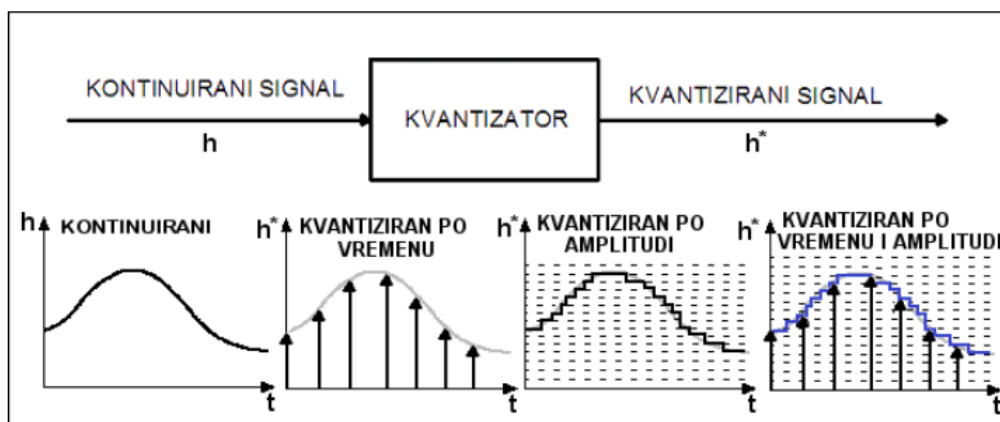 KONTINUIRANI SIGNAL
h
KVANTIZATOR
KVANTIZIRANI SIGNAL
h*
h
KONTINUIRANI
t
h*
KVANTIZIRAN PO
VREMENU
t
h*
KVANTIZIRAN PO
AMPLITUDI
t
h*
KVANTIZIRAN PO
VREMENU I AMPLITUDI
t